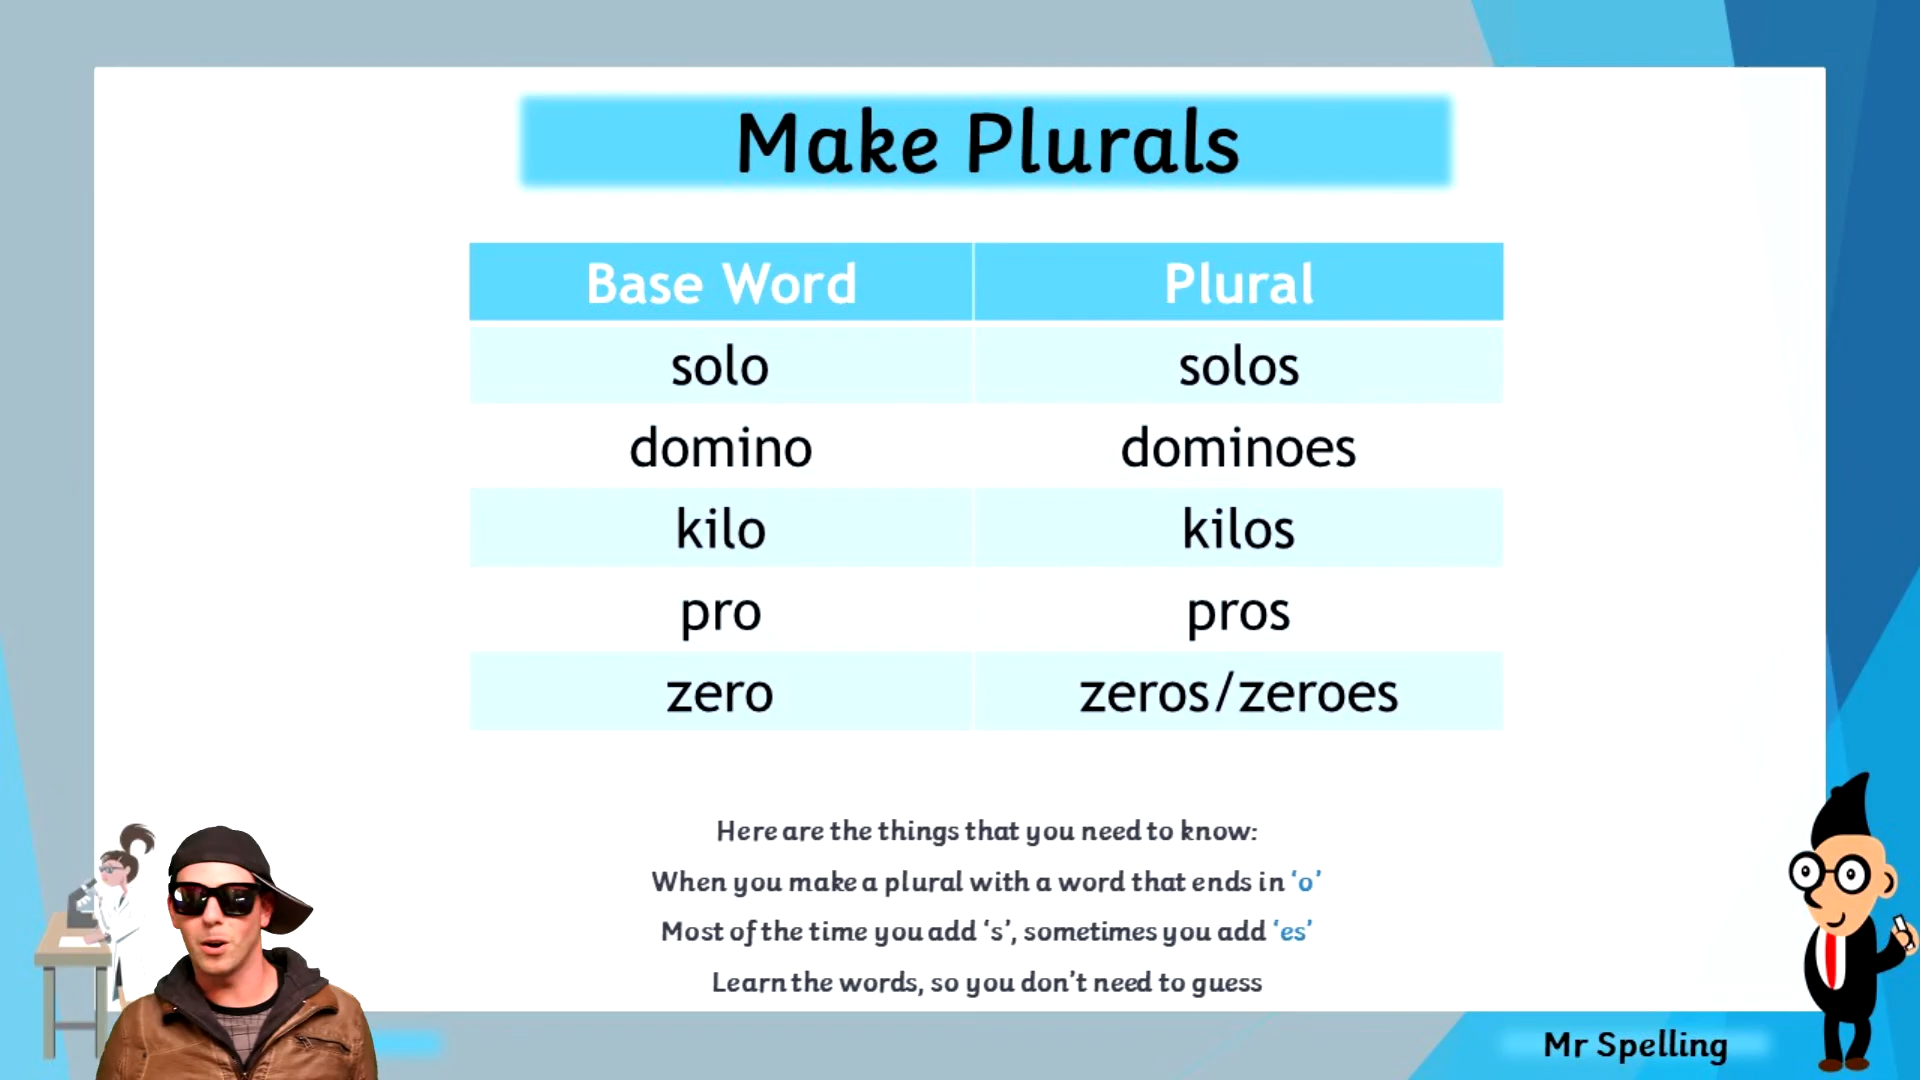 Make Plurals
Base Word Plural
solo solos
domino dominoes
kilo kilos
pro pros
zero zeros/zeroes
Here are the things that you need to know:
When you make a plural with a word that ends in ‘o’
Most of the time you add ‘s’, sometimes you add ‘es’
Learn the words, so you don’t need to guess
Mr Spelling